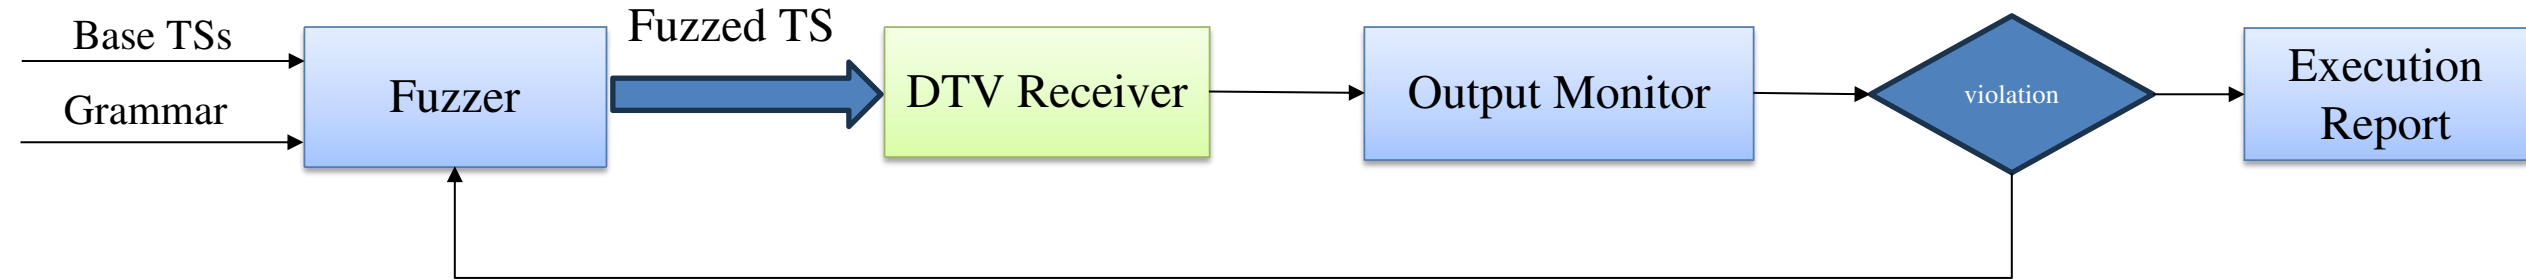 Base TSs
Grammar
Fuzzer
Fuzzed TS
DTV Receiver
Output Monitor
violation
Execution
Report